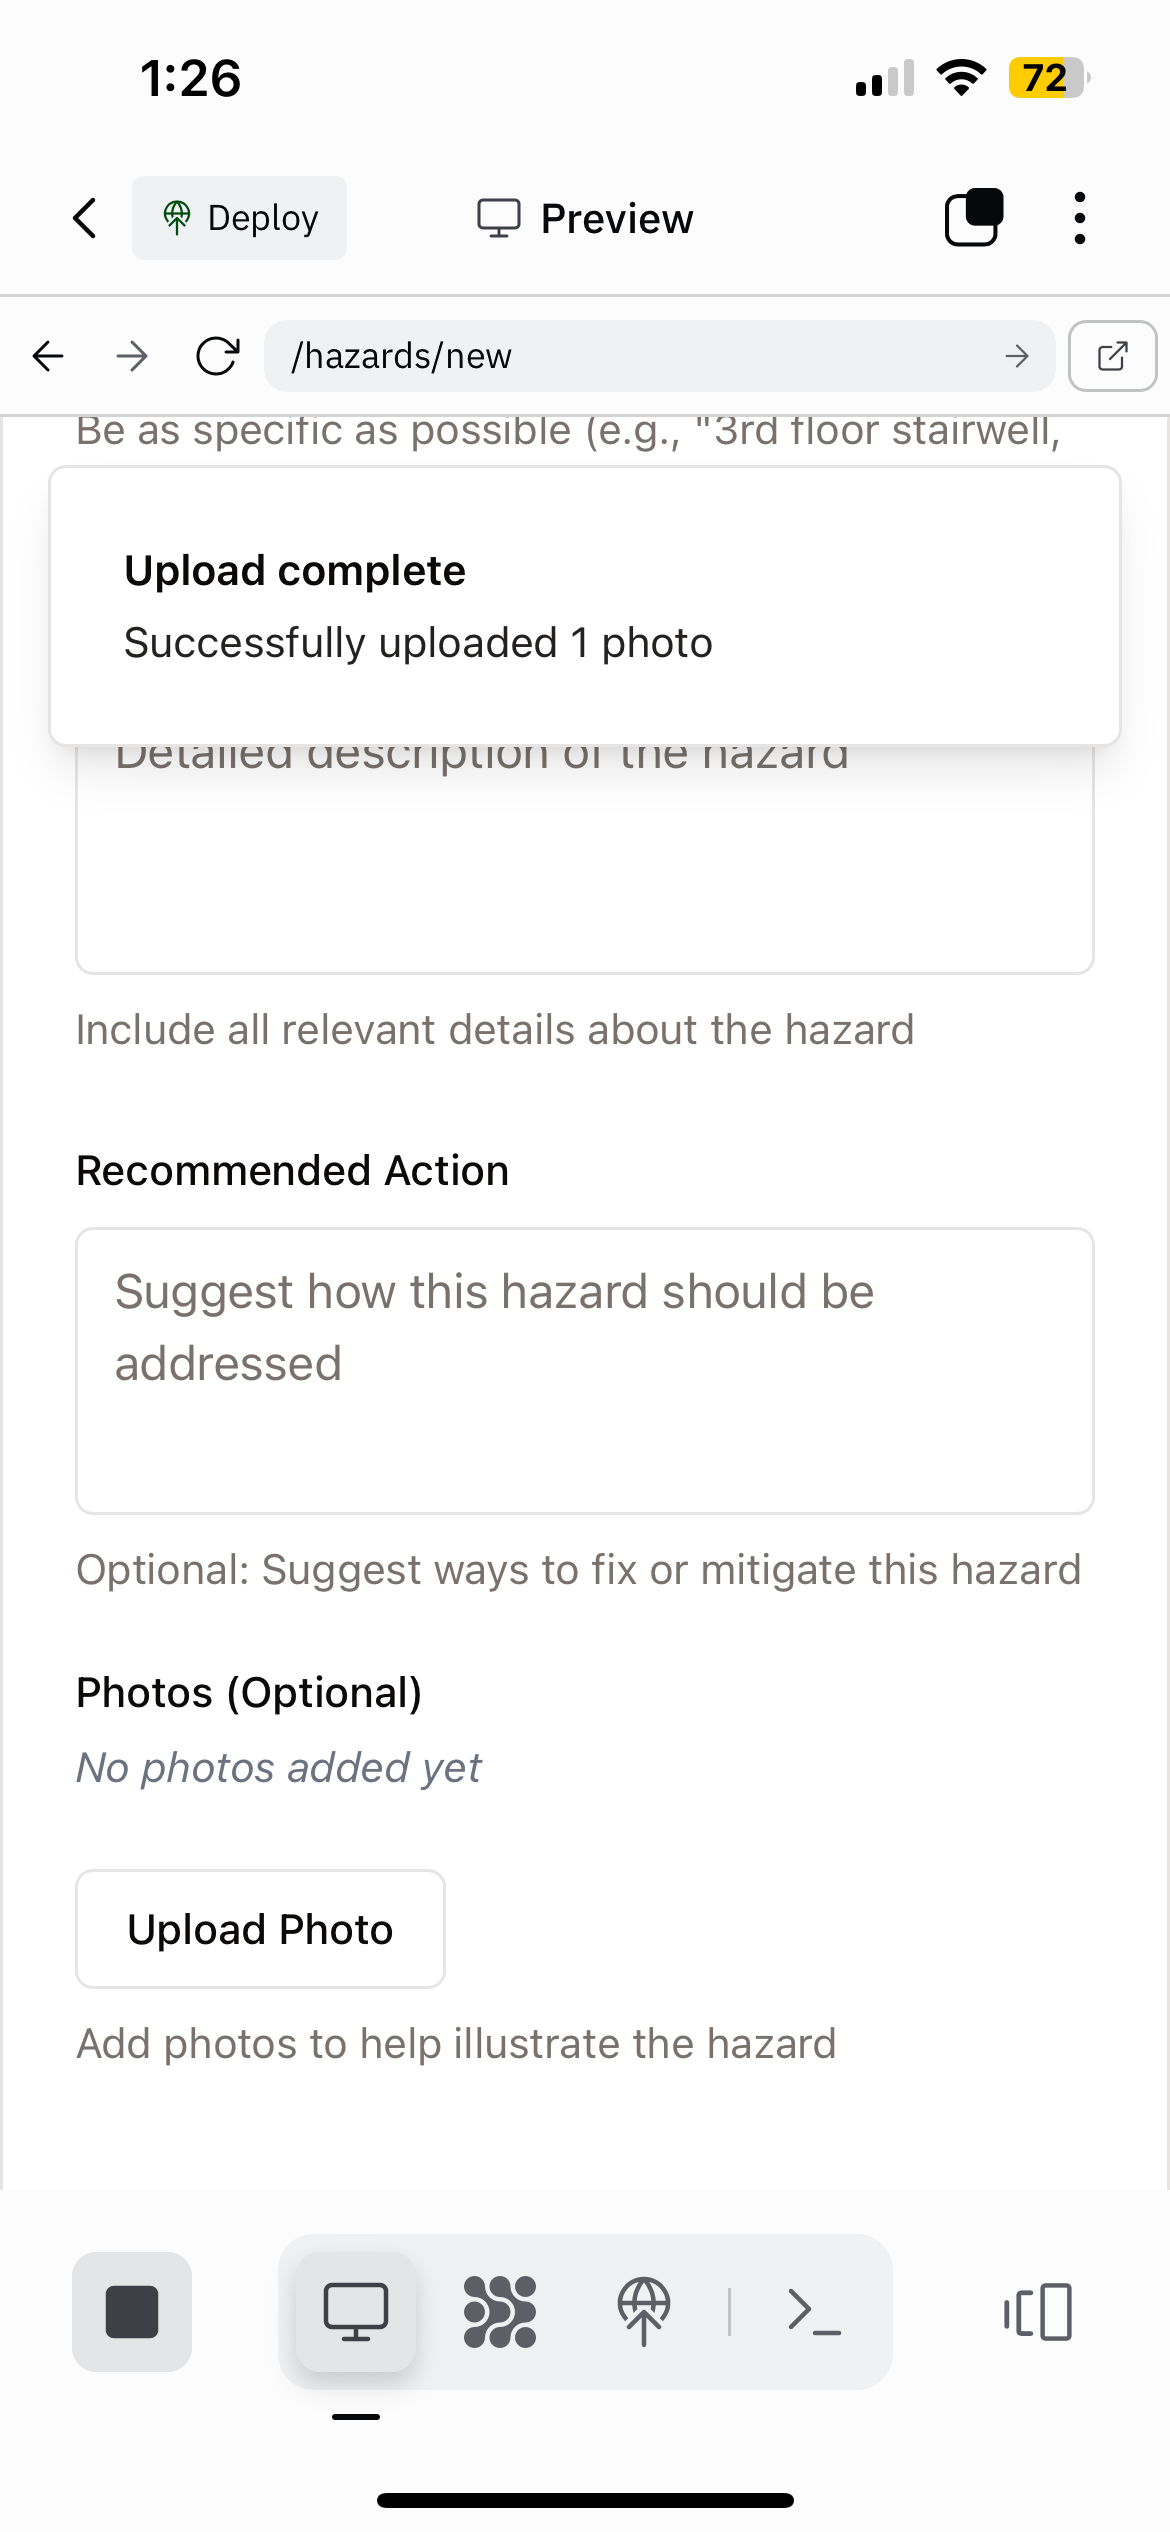 1:26
72
Deploy
Preview
/hazards/new
Be as specific as possible (e.g., "3rd floor stairwell,
Upload complete
Successfully uploaded 1 photo
Detailed description of the hazard
Include all relevant details about the hazard
Recommended Action
Suggest how this hazard should be
addressed
Optional: Suggest ways to fix or mitigate this hazard
Photos (Optional)
No photos added yet
Upload Photo
Add photos to help illustrate the hazard